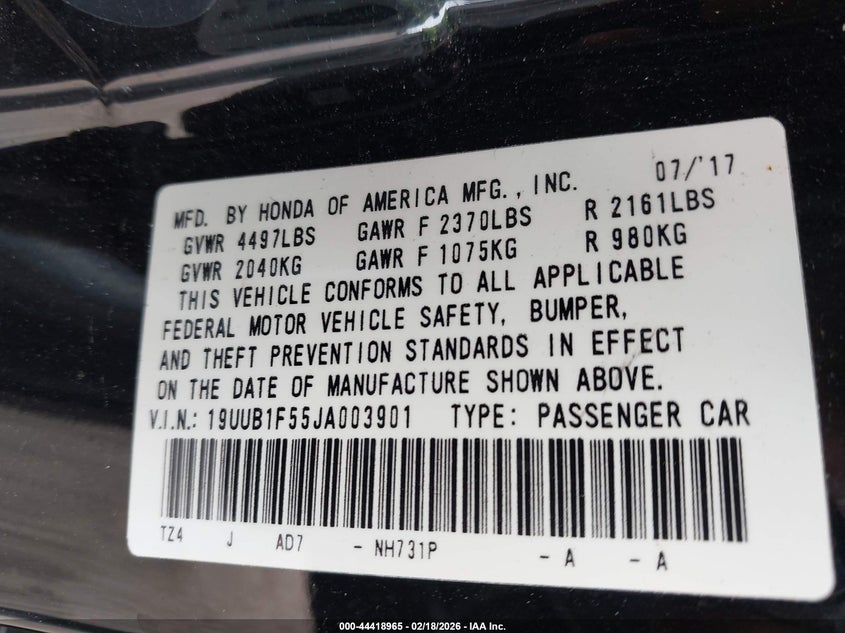 MFD. BY HONDA OF AMERICA MFG., INC. 07/'17
GVWR 4497LBS GAWR F 2370LBS R 2161LBS
GVWR 2040KG GAWR F 1075KG R 980KG
THIS VEHICLE CONFORMS TO ALL APPLICABLE
FEDERAL MOTOR VEHICLE SAFETY, BUMPER,
AND THEFT PREVENTION STANDARDS IN EFFECT
ON THE DATE OF MANUFACTURE SHOWN ABOVE.
V.I.N.: 19UUB1F55JA003901 TYPE: PASSENGER CAR
TZ4 J AD7 - NH731P - A - A
000-44418965 | 02/18/2026 – IAA Inc.